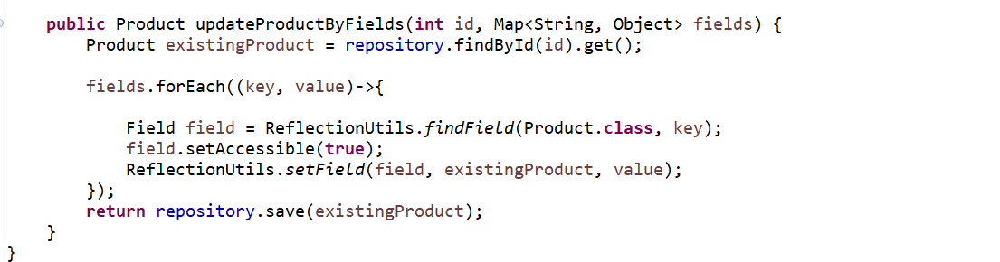 public Product updateProductByFields(int id, Map<String, Object> fields) {
Product existingProduct = repository.findById(id).get();
fields.forEach((key, value)->{
Field field = ReflectionUtils.findField(Product.class, key);
field.setAccessible(true);
ReflectionUtils.setField(field, existingProduct, value);
});
return repository.save(existingProduct);
}
}